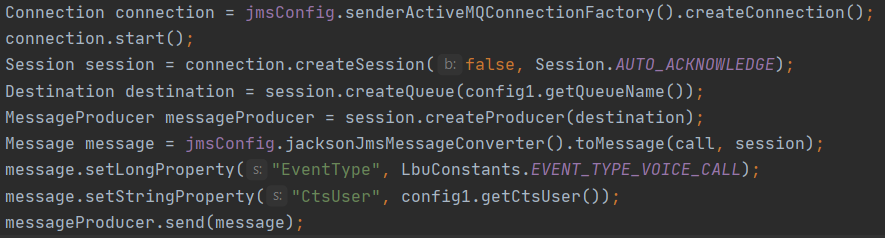 Connection connection = jmsConfig.senderActiveMQConnectionFactory().createConnection();
connection.start();
Session session = connection.createSession( b: false, Session.AUTO_ACKNOWLEDGE);
Destination destination = session.createQueue(config1.getQueueName());
MessageProducer messageProducer = session.createProducer(destination);
Message message = jmsConfig.jacksonJmsMessageConverter().toMessage(call, session);
message.setLongProperty( s: "EventType", LbuConstants.EVENT_TYPE_VOICE_CALL);
message.setStringProperty( s: "CtsUser", config1.getCtsUser());
messageProducer.send(message);